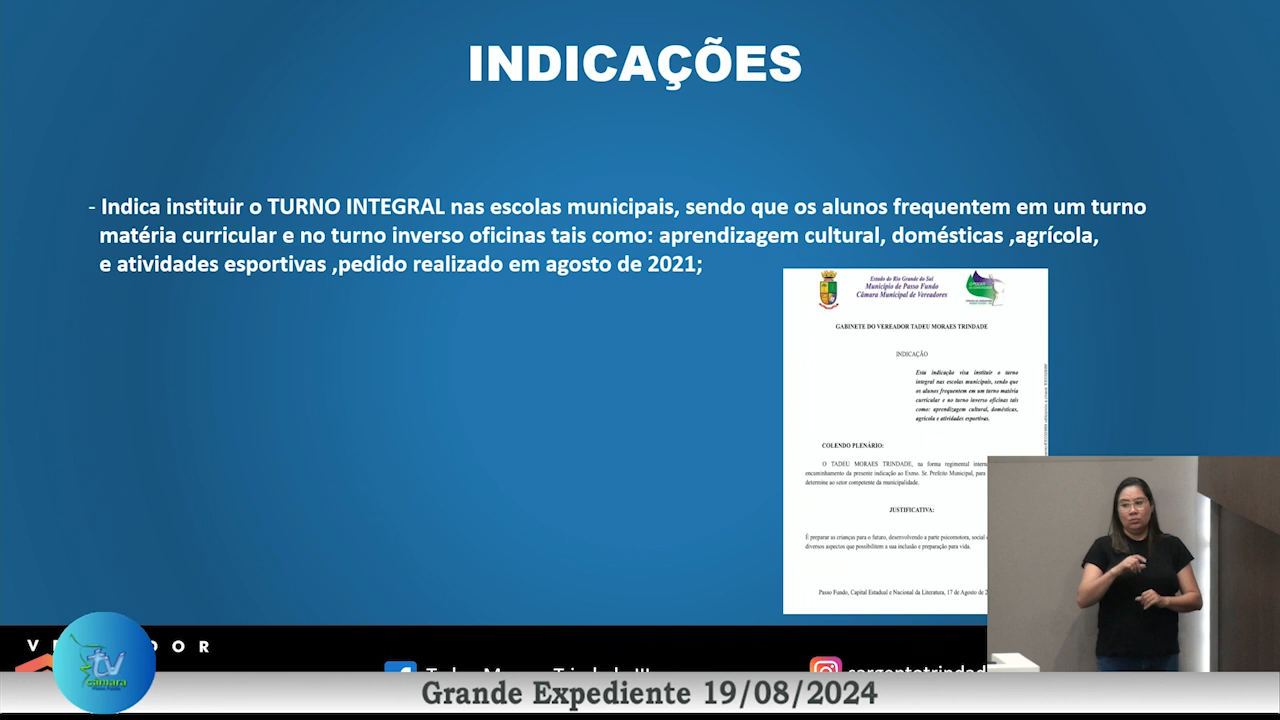 INDICAÇÕES
- Indica instituir o TURNO INTEGRAL nas escolas municipais, sendo que os alunos frequentem em um turno
matéria curricular e no turno inverso oficinas tais como: aprendizagem cultural, domésticas ,agrícola,
e atividades esportivas ,pedido realizado em agosto de 2021;
Estado do Rio Grande do Sul
Município de Passo Fundo
Câmara Municipal de Vereadores
GABINETE DO VEREADOR TADEU MORAES TRINDADE
INDICAÇÃO
Esta indicação visa instituir o turno
integral nas escolas municipais, sendo que
os alunos frequentem em um turno matéria
curricular e no turno inverso oficinas tais
como: aprendizagem cultural, domésticas,
agrícola e atividades esportivas.
COLENDO PLENÁRIO:
O TADEU MORAES TRINDADE, na forma regimental
encaminhamento da presente indicação ao Exmo. Sr. Prefeito Municipal, para
determine ao setor competente da municipalidade.
JUSTIFICATIVA:
É preparar as crianças para o futuro, desenvolvendo a parte psicomotora, social
diversos aspectos que possibilitem a sua inclusão e preparação para vida.
Passo Fundo, Capital Estadual e Nacional da Literatura, 17 de Agosto de
tv
câmara
Passo Fundo
Grande Expediente 19/08/2024